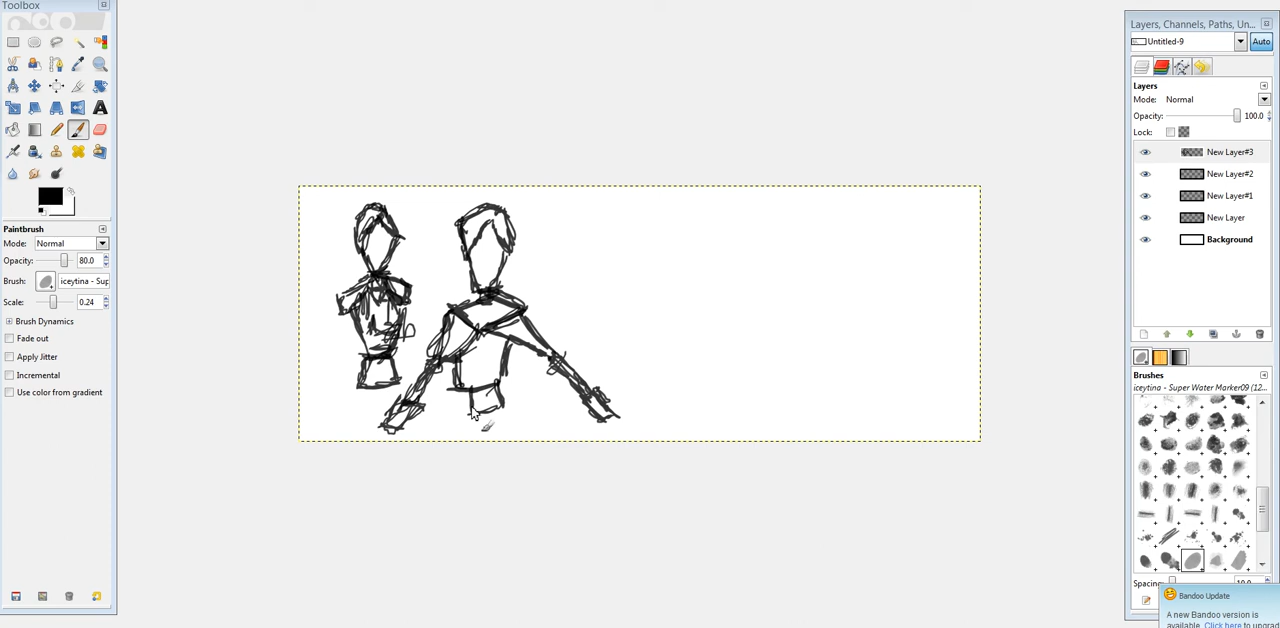 Toolbox
Paintbrush
Mode: Normal
Opacity: 80.0
Brush: iceytina - Sup
Scale: 0.24
Brush Dynamics
Fade out
Apply Jitter
Incremental
Use color from gradient
Layers, Channels, Paths, Un...
Untitled-9
Auto
Layers
Mode: Normal
Opacity: 100.0
Lock:
New Layer#3
New Layer#2
New Layer#1
New Layer
Background
Brushes
iceytina - Super Water Marker09 (12...
Spacing:
Bandoo Update
A new Bandoo version is
available. Click here to upgrad